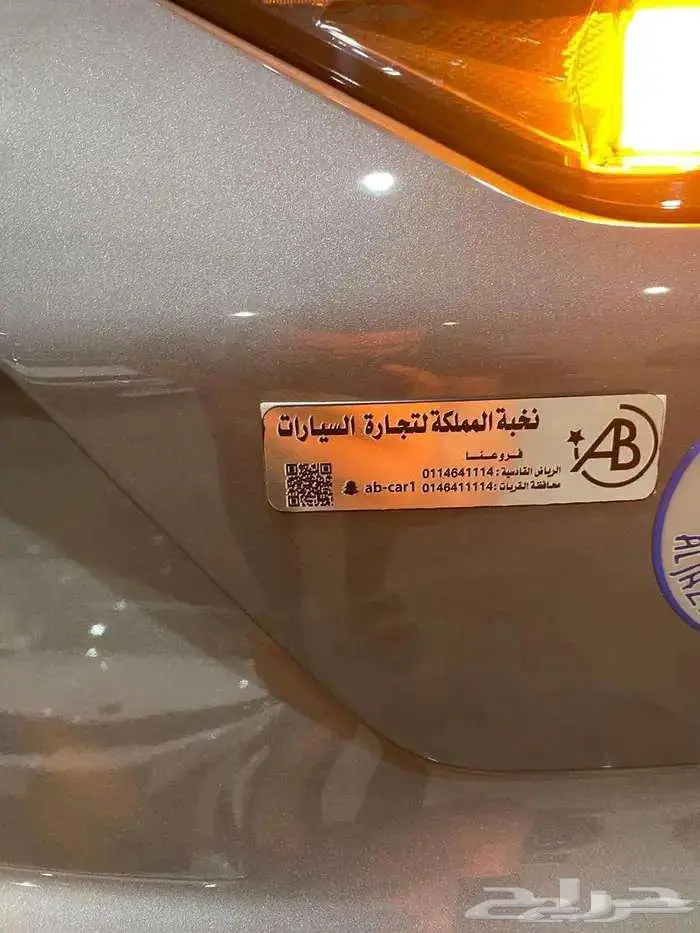 نخبة المملكة لتجارة السيارات
فروعنا
الرياض القادسية : 0114641114
محافظة القريات : 0146411114
ab-car1
AB
حراج